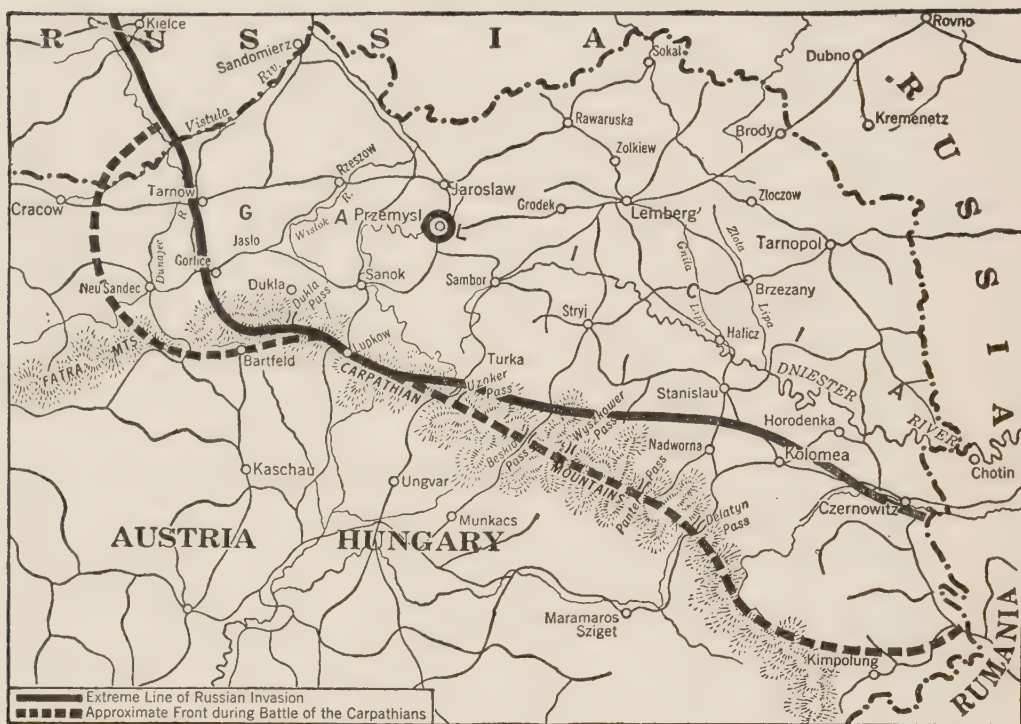 Kielce
R U S S I A
Sandomierz
Rovno
Sokal
Dubno
Vistula Riv.
Rawaruska
Brody
Kremenetz
R U S S I A
Zolkiew
Rzeszow
Jaroslaw
Tarnow
Cracow
G A L I C I A
Przemysl
Grodek
Lemberg
Zloczow
Wislok R.
Gnila Lipa
Zlota Lipa
Tarnopol
Dunajec R.
Jaslo
Gorlice
Neu Sandec
Dukla
Dukla Pass
Sanok
Sambor
Brzezany
Stryj
Halicz
FATRA MTS.
Bartfeld
Lupkow
Turka
CARPATHIAN MOUNTAINS
Uzoker Pass
Stanislau
DNIESTER RIVER
Wyszkower Pass
Horodenka
Beskid Pass
Nadworna
Kolomea
Chotin
Kaschau
Ungvar
Pantel Pass
Czernowitz
Munkacs
Delatyn Pass
AUSTRIA HUNGARY
Maramaros
Sziget
Kimpolung
RUMANIA
Extreme Line of Russian Invasion
Approximate Front during Battle of the Carpathians